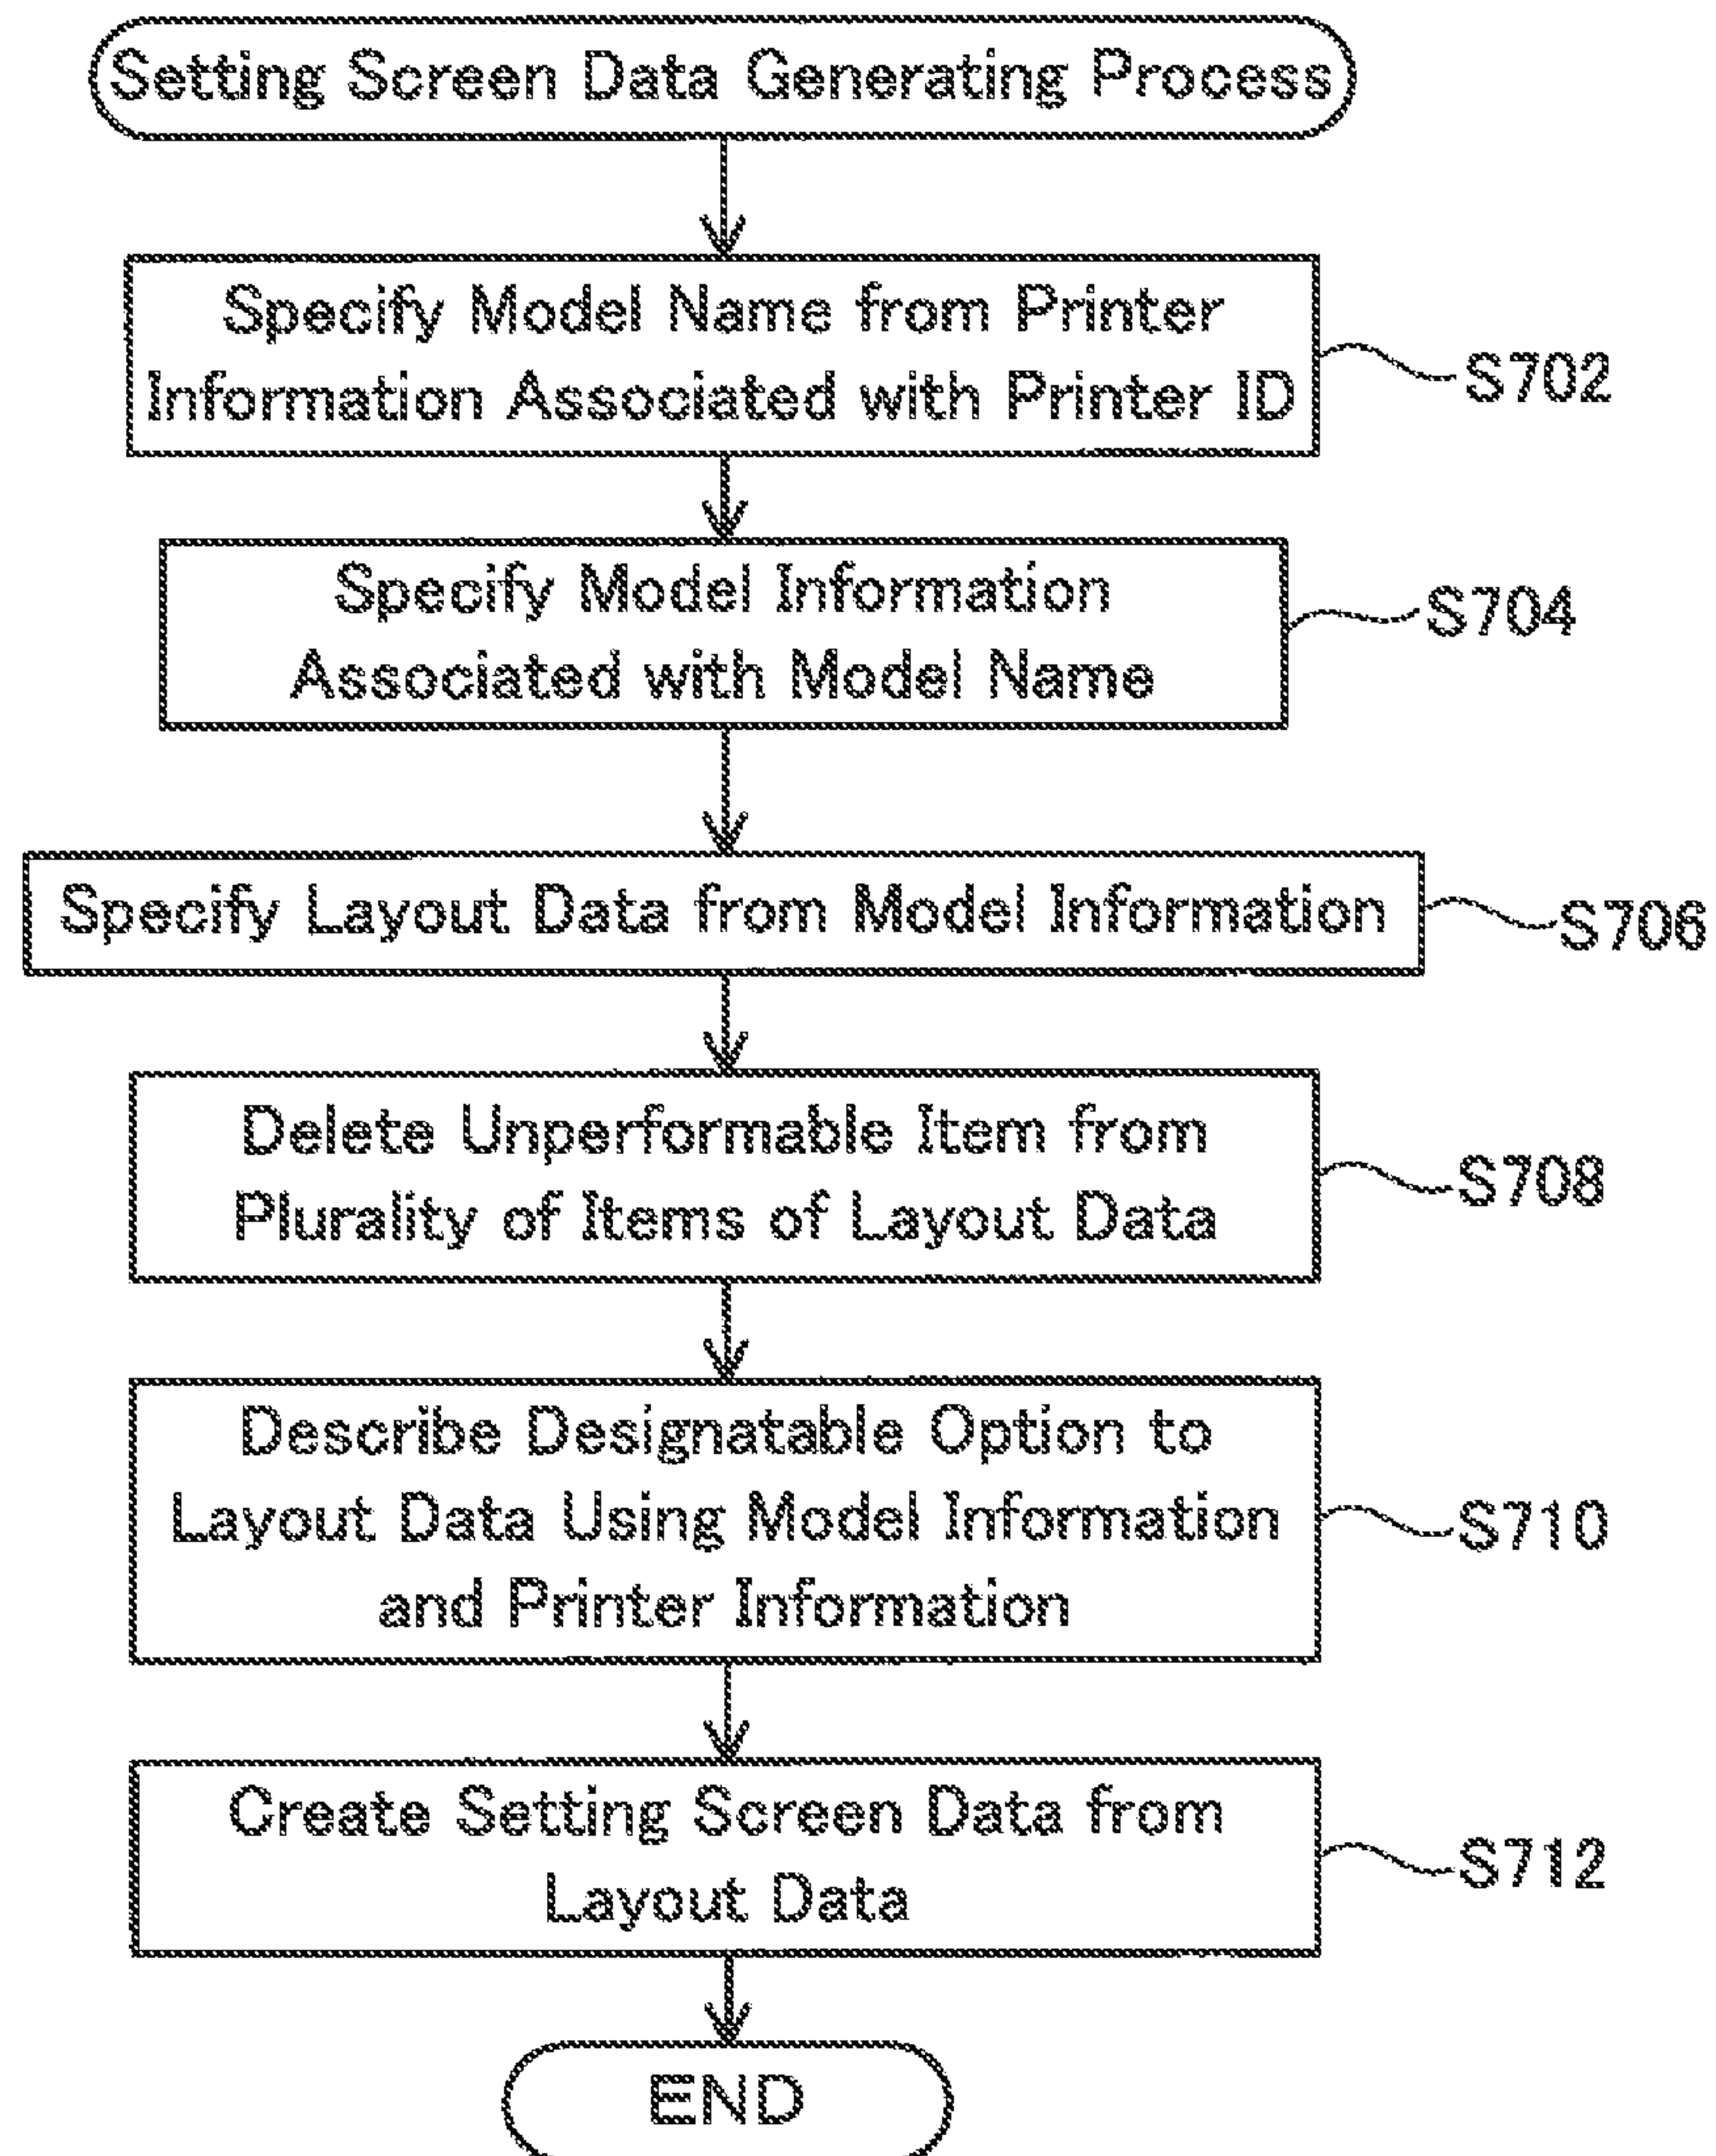 Setting Screen Data Generating Process
Specify Model Name from Printer
Information Associated with Printer ID
S702
Specify Model Information
Associated with Model Name
S704
Specify Layout Data from Model Information
S706
Delete Unperformable Item from
Plurality of Items of Layout Data
S708
Describe Designatable Option to
Layout Data Using Model Information
and Printer Information
S710
Create Setting Screen Data from
Layout Data
S712
END